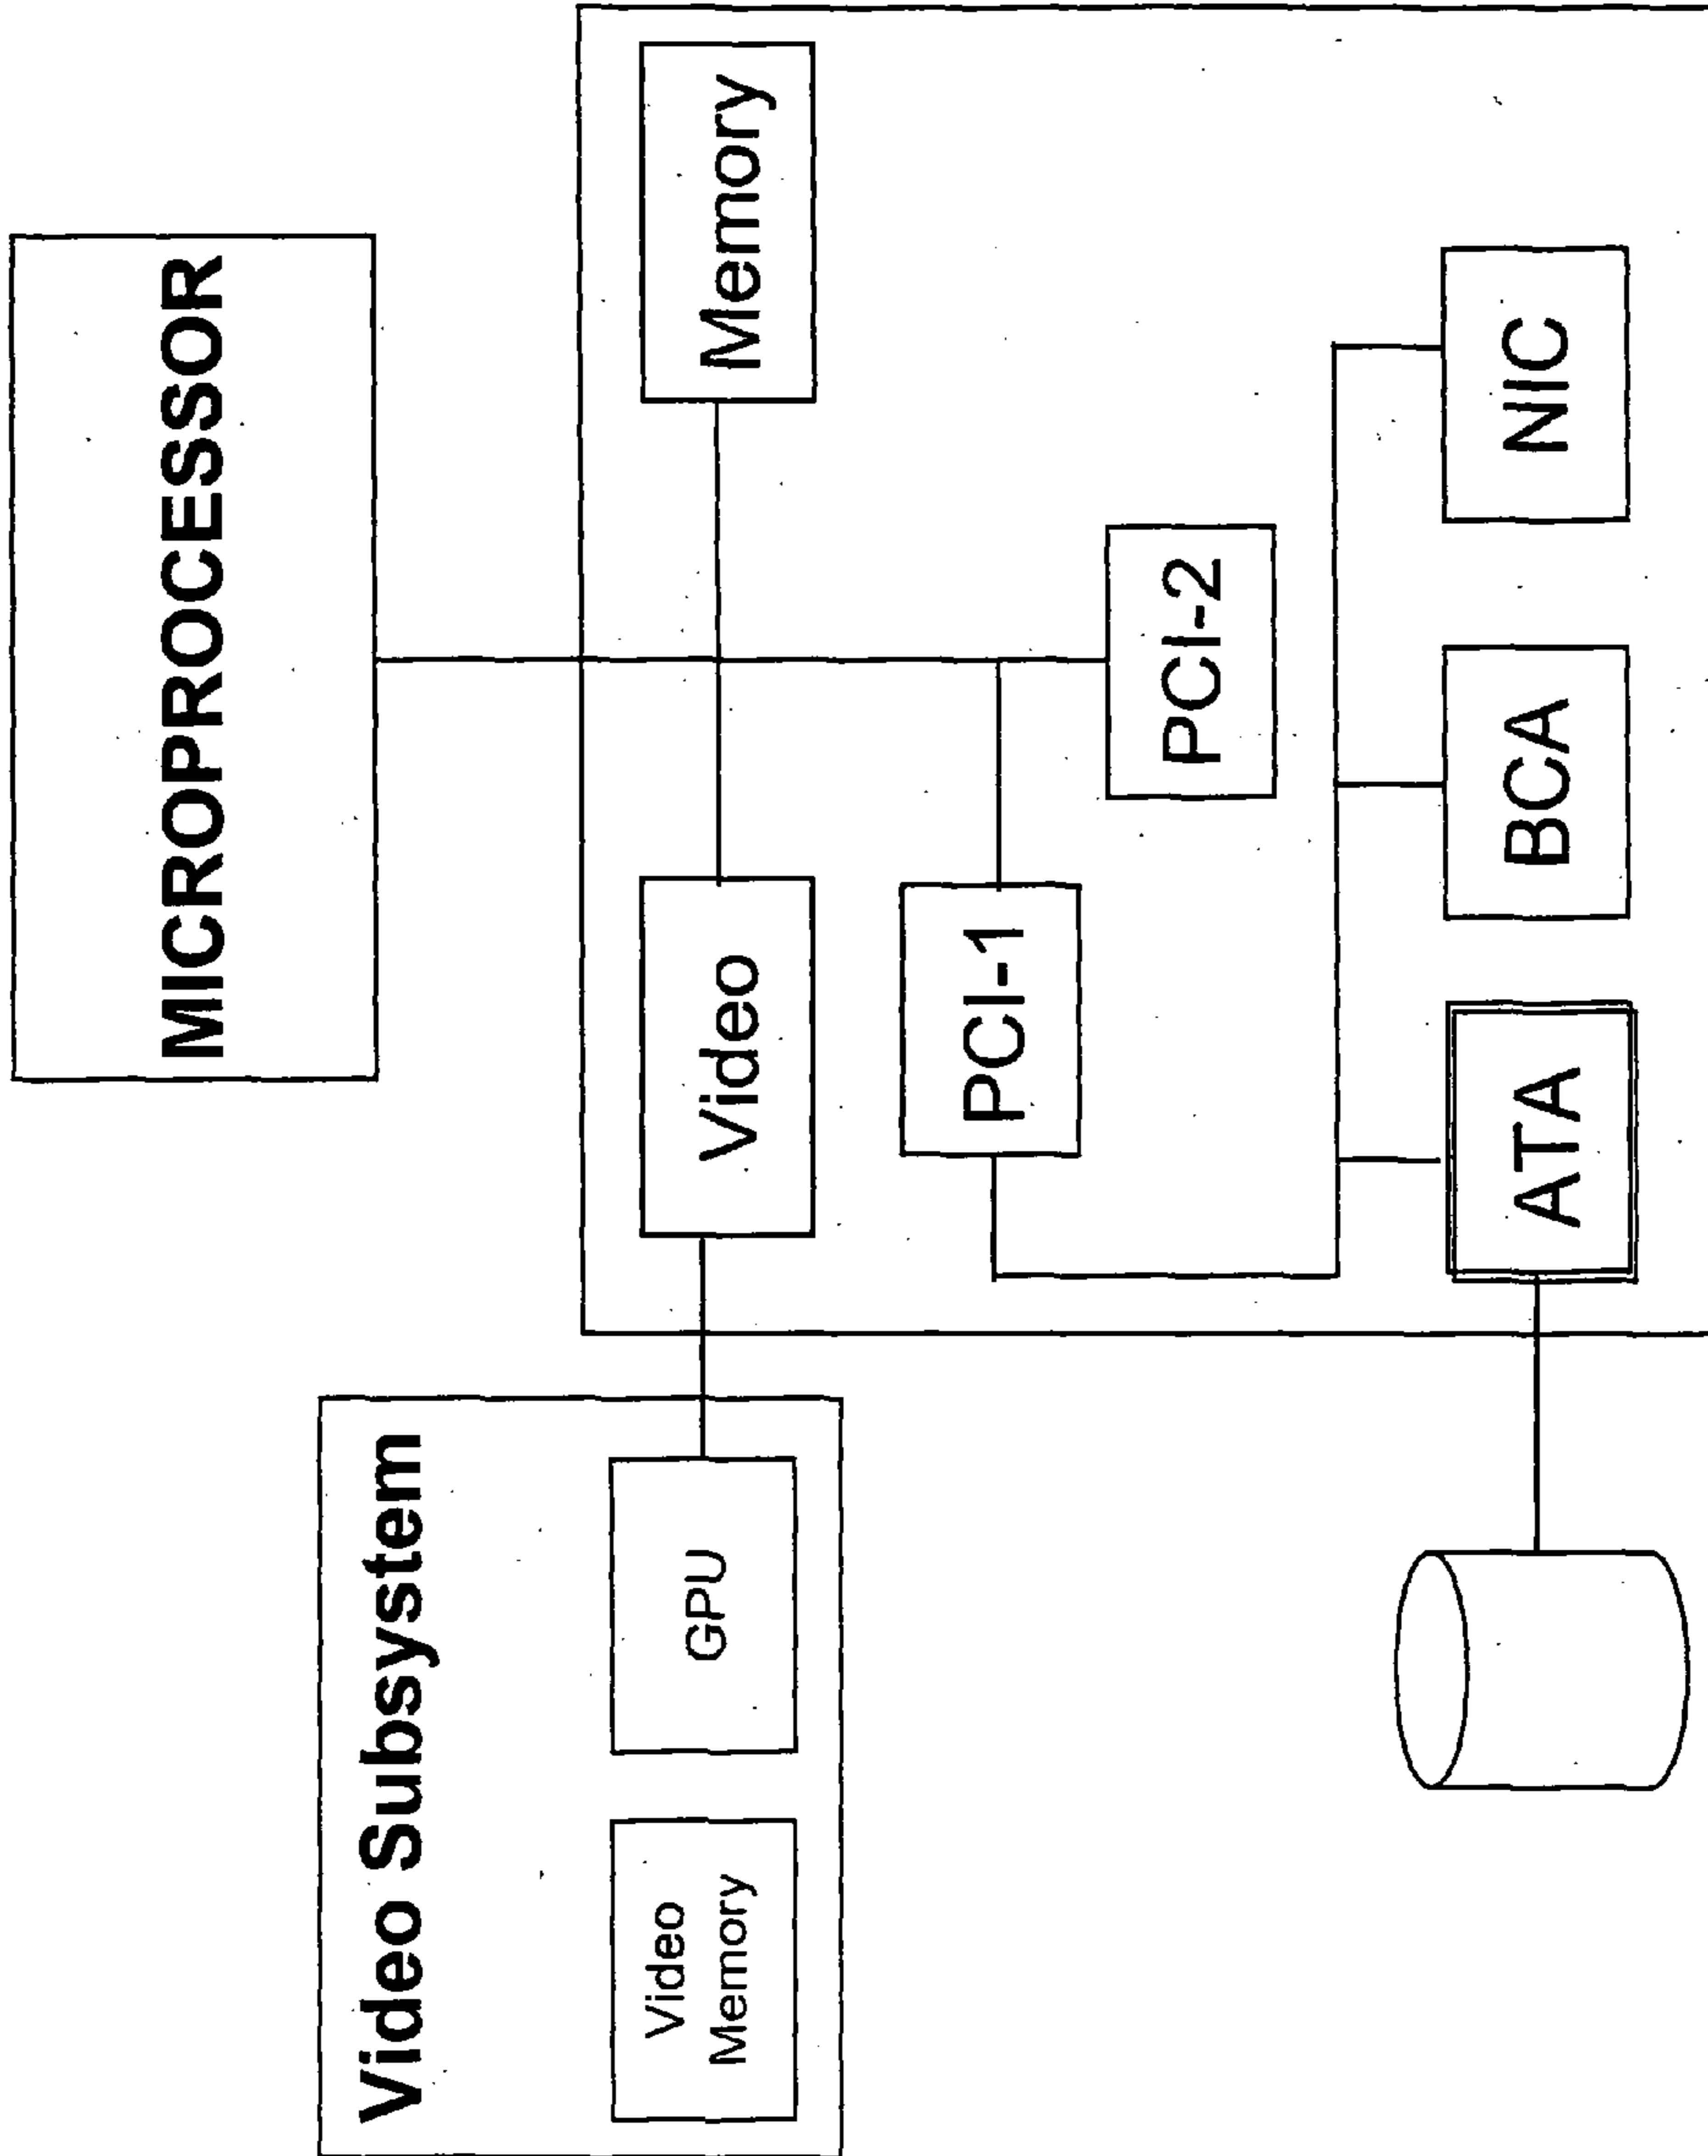 MICROPROCESSOR
Video Subsystem
Video
Memory
GPU
Video
Memory
PCI-1
PCI-2
ATA
BCA
NIC